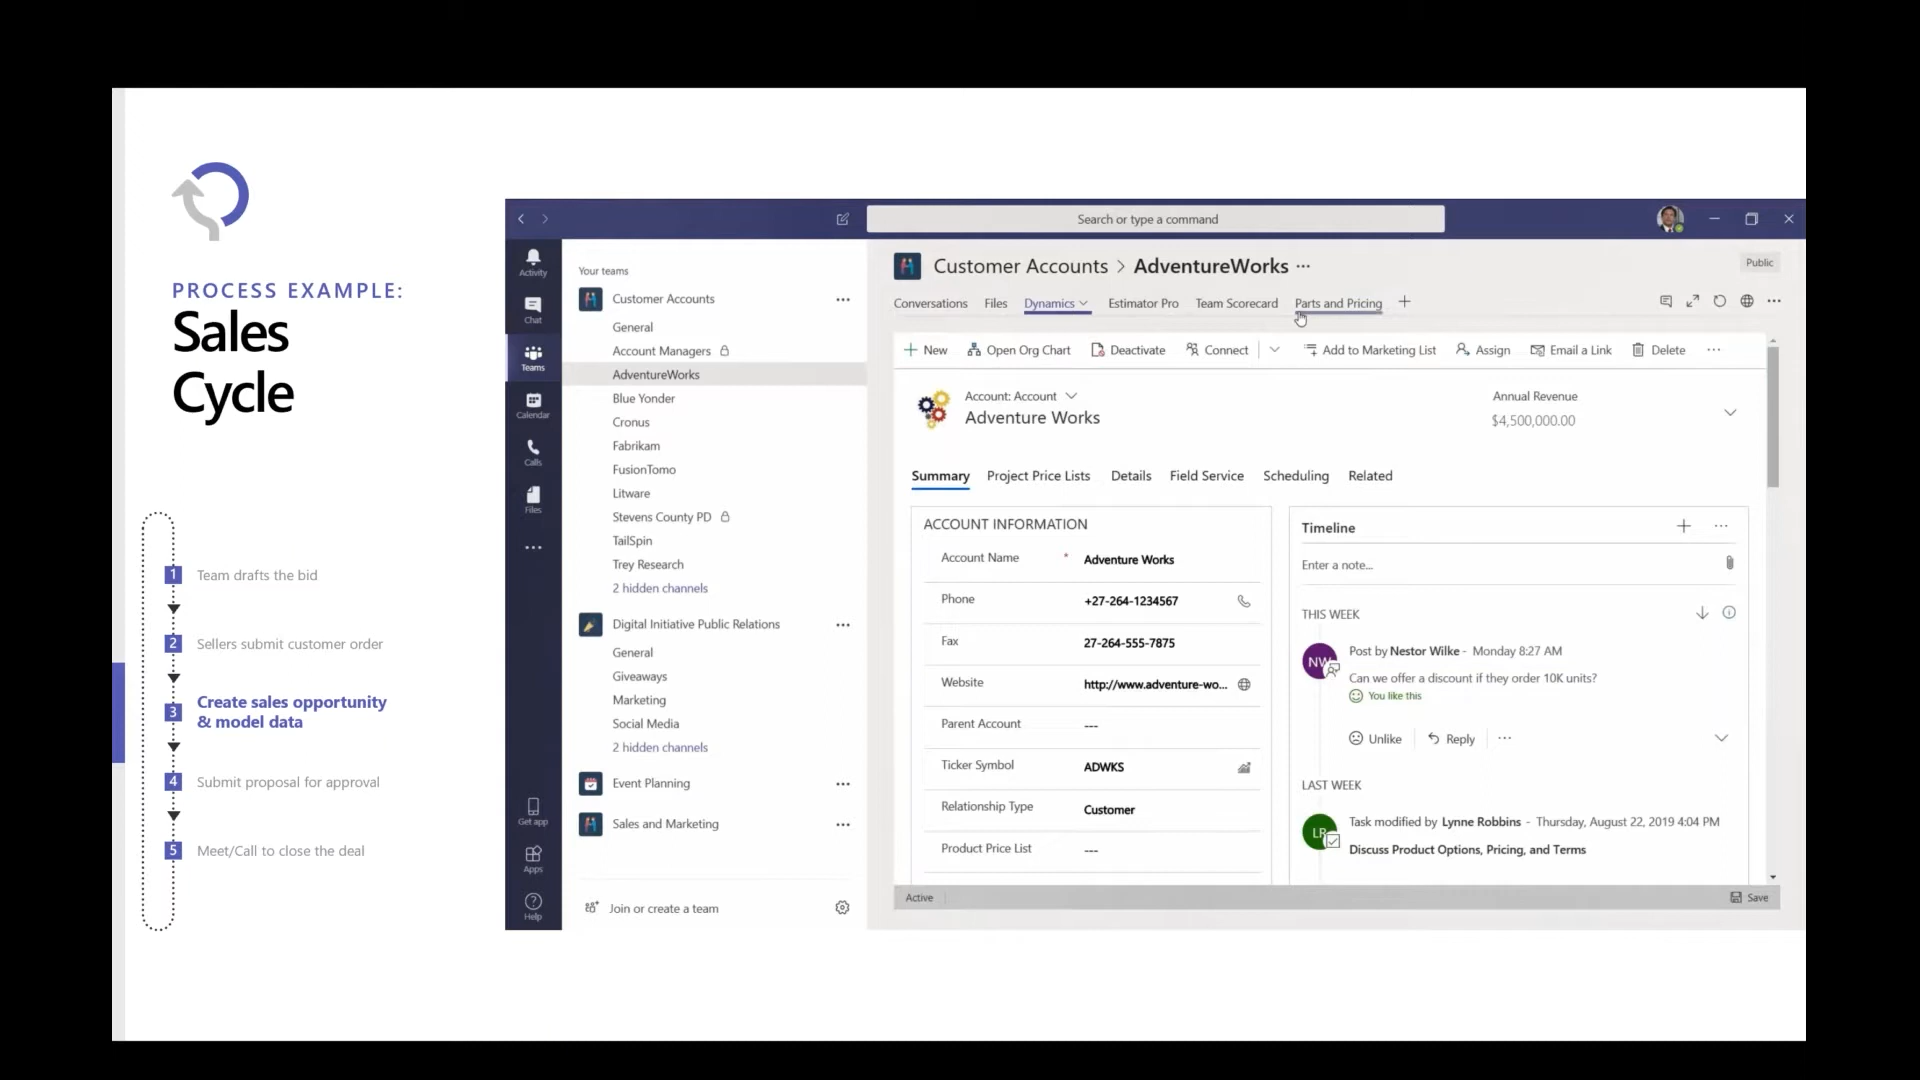 PROCESS EXAMPLE:
Sales
Cycle
1 Team drafts the bid
2 Sellers submit customer order
3 Create sales opportunity
& model data
4 Submit proposal for approval
5 Meet/Call to close the deal
Search or type a command
Activity
Chat
Teams
Calendar
Calls
Files
Get app
Apps
Help
Your teams
Customer Accounts
General
Account Managers
AdventureWorks
Blue Yonder
Cronus
Fabrikam
FusionTomo
Litware
Stevens County PD
TailSpin
Trey Research
2 hidden channels
Digital Initiative Public Relations
General
Giveaways
Marketing
Social Media
2 hidden channels
Event Planning
Sales and Marketing
Join or create a team
Customer Accounts > AdventureWorks ...
Public
Conversations Files Dynamics Estimator Pro Team Scorecard Parts and Pricing
New Open Org Chart Deactivate Connect Add to Marketing List Assign Email a Link Delete
Account: Account
Adventure Works
Annual Revenue
$4,500,000.00
Summary Project Price Lists Details Field Service Scheduling Related
ACCOUNT INFORMATION
Account Name * Adventure Works
Phone +27-264-1234567
Fax 27-264-555-7875
Website http://www.adventure-wo...
Parent Account ---
Ticker Symbol ADWKS
Relationship Type Customer
Product Price List ---
Timeline
Enter a note...
THIS WEEK
NW
Post by Nestor Wilke - Monday 8:27 AM
Can we offer a discount if they order 10K units?
You like this
Unlike Reply
LAST WEEK
LR
Task modified by Lynne Robbins - Thursday, August 22, 2019 4:04 PM
Discuss Product Options, Pricing, and Terms
Active
Save